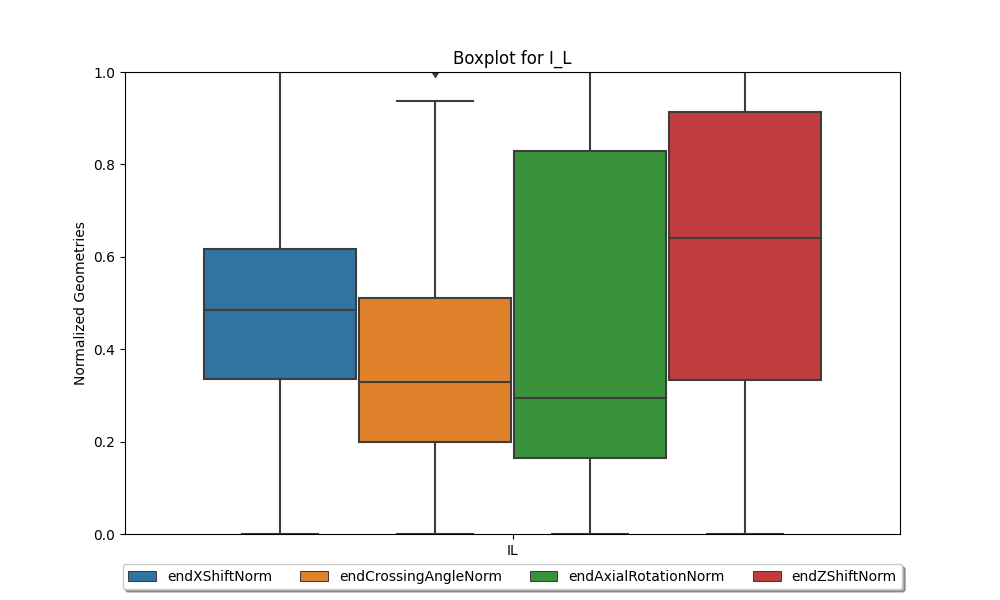 Boxplot for I_L
1.0
0.8
0.6
0.4
0.2
0.0
Normalized Geometries
IL
endXShiftNorm endCrossingAngleNorm endAxialRotationNorm endZShiftNorm